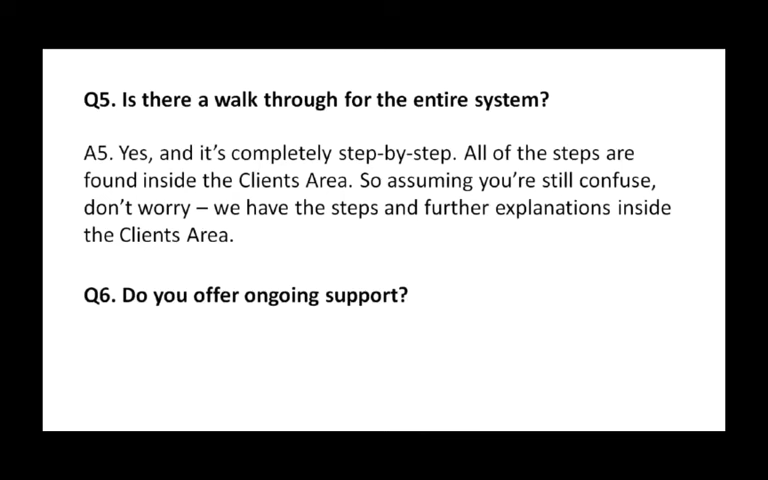 Q5. Is there a walk through for the entire system?
A5. Yes, and it’s completely step-by-step. All of the steps are
found inside the Clients Area. So assuming you’re still confuse,
don’t worry – we have the steps and further explanations inside
the Clients Area.
Q6. Do you offer ongoing support?